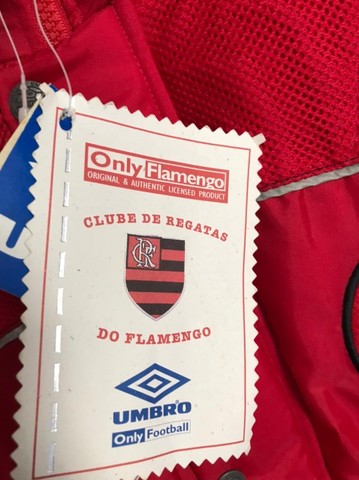 Only Flamengo
ORIGINAL & AUTHENTIC LICENSED PRODUCT
CLUBE DE REGATAS
CRF
DO FLAMENGO
UMBRO
Only Football